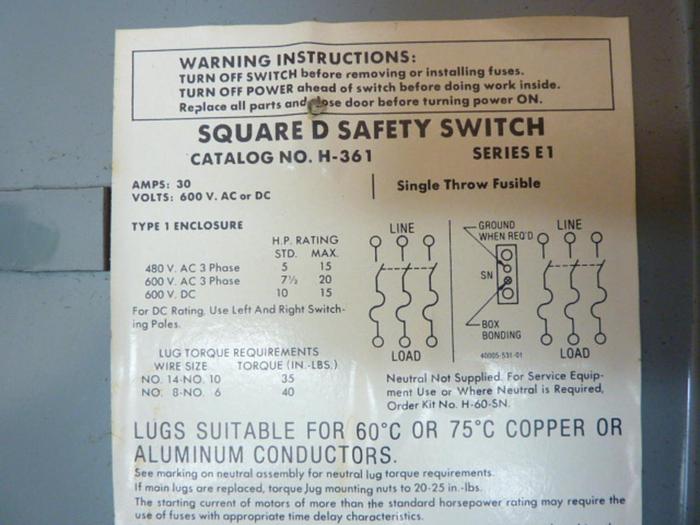 WARNING INSTRUCTIONS:
TURN OFF SWITCH before removing or installing fuses.
TURN OFF POWER ahead of switch before doing work inside.
Replace all parts and close door before turning power ON.
SQUARE D SAFETY SWITCH
CATALOG NO. H-361 SERIES E1
AMPS: 30
VOLTS: 600 V. AC or DC
Single Throw Fusible
TYPE 1 ENCLOSURE
H.P. RATING
STD. MAX.
480 V. AC 3 Phase 5 15
600 V. AC 3 Phase 7½ 20
600 V. DC 10 15
For DC Rating, Use Left And Right Switch-
ing Poles.
LINE
LOAD
GROUND
WHEN REQ'D
SN
BOX
BONDING
LINE
LOAD
40005-531-01
LUG TORQUE REQUIREMENTS
WIRE SIZE TORQUE (IN.-LBS.)
NO. 14-NO. 10 35
NO. 8-NO. 6 40
Neutral Not Supplied. For Service Equip-
ment Use or Where Neutral is Required,
Order Kit No. H-60-SN.
LUGS SUITABLE FOR 60°C OR 75°C COPPER OR
ALUMINUM CONDUCTORS.
See marking on neutral assembly for neutral lug torque requirements.
If main lugs are replaced, torque lug mounting nuts to 20-25 in.-lbs.
The starting current of motors of more than the standard horsepower rating may require the
use of fuses with appropriate time delay characteristics.